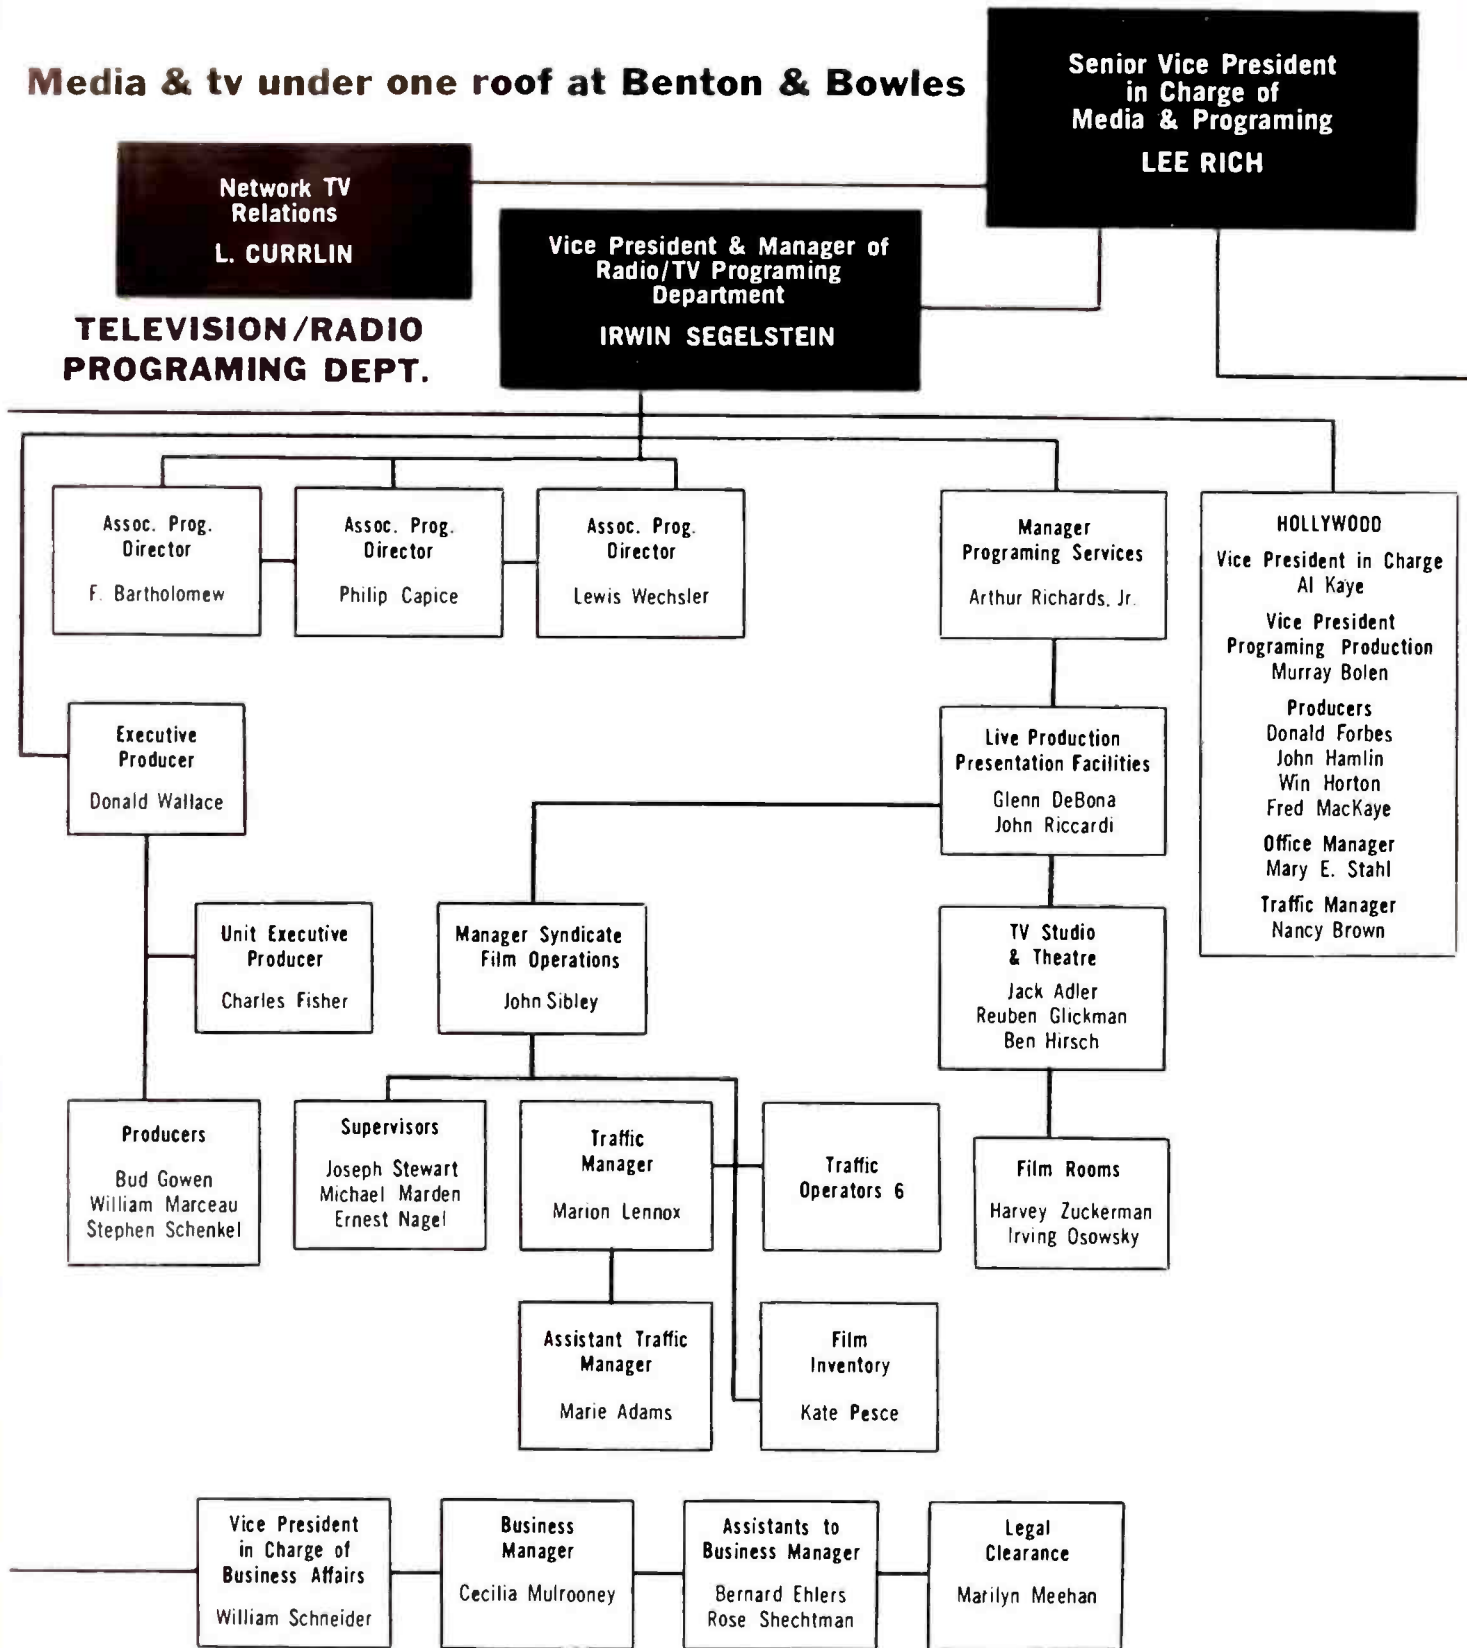 Media & tv under one roof at Benton & Bowles
Senior Vice President
in Charge of
Media & Programing
LEE RICH
Network TV
Relations
L. CURRLIN
Vice President & Manager of
Radio/TV Programing
Department
IRWIN SEGELSTEIN
TELEVISION/RADIO
PROGRAMING DEPT.
Assoc. Prog.
Director
F. Bartholomew
Assoc. Prog.
Director
Philip Capice
Assoc. Prog.
Director
Lewis Wechsler
Manager
Programing Services
Arthur Richards, Jr.
HOLLYWOOD
Vice President in Charge
Al Kaye
Vice President
Programing Production
Murray Bolen
Producers
Donald Forbes
John Hamlin
Win Horton
Fred MacKaye
Office Manager
Mary E. Stahl
Traffic Manager
Nancy Brown
Executive
Producer
Donald Wallace
Live Production
Presentation Facilities
Glenn DeBona
John Riccardi
Unit Executive
Producer
Charles Fisher
Manager Syndicate
Film Operations
John Sibley
TV Studio
& Theatre
Jack Adler
Reuben Glickman
Ben Hirsch
Producers
Bud Gowen
William Marceau
Stephen Schenkel
Supervisors
Joseph Stewart
Michael Marden
Ernest Nagel
Traffic
Manager
Marion Lennox
Traffic
Operators 6
Film Rooms
Harvey Zuckerman
Irving Osowsky
Assistant Traffic
Manager
Marie Adams
Film
Inventory
Kate Pesce
Vice President
in Charge of
Business Affairs
William Schneider
Business
Manager
Cecilia Mulrooney
Assistants to
Business Manager
Bernard Ehlers
Rose Shechtman
Legal
Clearance
Marilyn Meehan